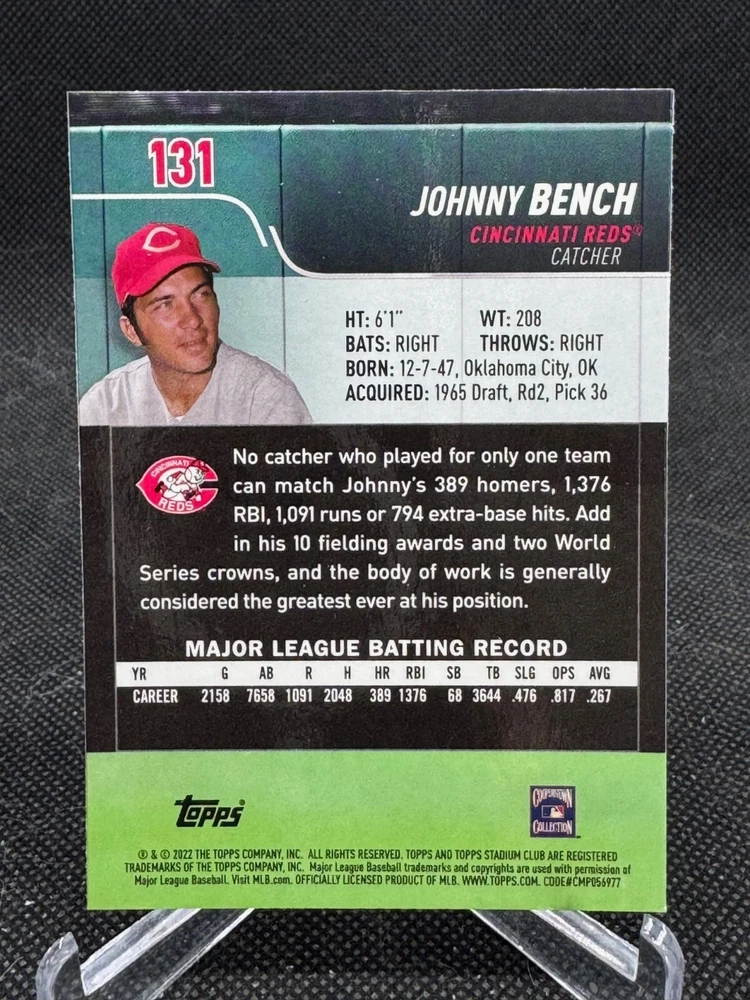 131
JOHNNY BENCH
CINCINNATI REDS®
CATCHER
HT: 6'1" WT: 208
BATS: RIGHT THROWS: RIGHT
BORN: 12-7-47, Oklahoma City, OK
ACQUIRED: 1965 Draft, Rd2, Pick 36
CINCINNATI
REDS
No catcher who played for only one team
can match Johnny's 389 homers, 1,376
RBI, 1,091 runs or 794 extra-base hits. Add
in his 10 fielding awards and two World
Series crowns, and the body of work is generally
considered the greatest ever at his position.
MAJOR LEAGUE BATTING RECORD
YR G AB R H HR RBI SB TB SLG OPS AVG
CAREER 2158 7658 1091 2048 389 1376 68 3644 .476 .817 .267
topps®
COOPERSTOWN
COLLECTION
® & © 2022 THE TOPPS COMPANY, INC. ALL RIGHTS RESERVED. TOPPS AND TOPPS STADIUM CLUB ARE REGISTERED
TRADEMARKS OF THE TOPPS COMPANY, INC. Major League Baseball trademarks and copyrights are used with permission of
Major League Baseball. Visit MLB.com. OFFICIALLY LICENSED PRODUCT OF MLB. WWW.TOPPS.COM. CODE#CMP056977